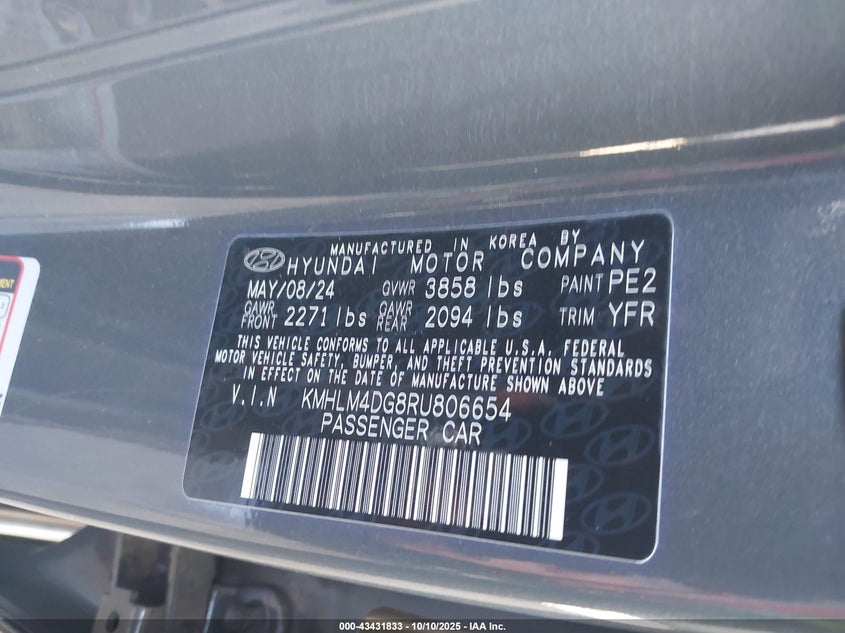 MANUFACTURED IN KOREA BY
HYUNDAI MOTOR COMPANY
MAY/08/24 GVWR 3858 lbs PAINT PE2
GAWR FRONT 2271 lbs GAWR REAR 2094 lbs TRIM YFR
THIS VEHICLE CONFORMS TO ALL APPLICABLE U.S.A. FEDERAL
MOTOR VEHICLE SAFETY, BUMPER, AND THEFT PREVENTION STANDARDS
IN EFFECT ON THE DATE OF MANUFACTURE SHOWN ABOVE
V.I.N KMHLM4DG8RU806654
PASSENGER CAR
000-43431833 - 10/10/2025 - IAA Inc.